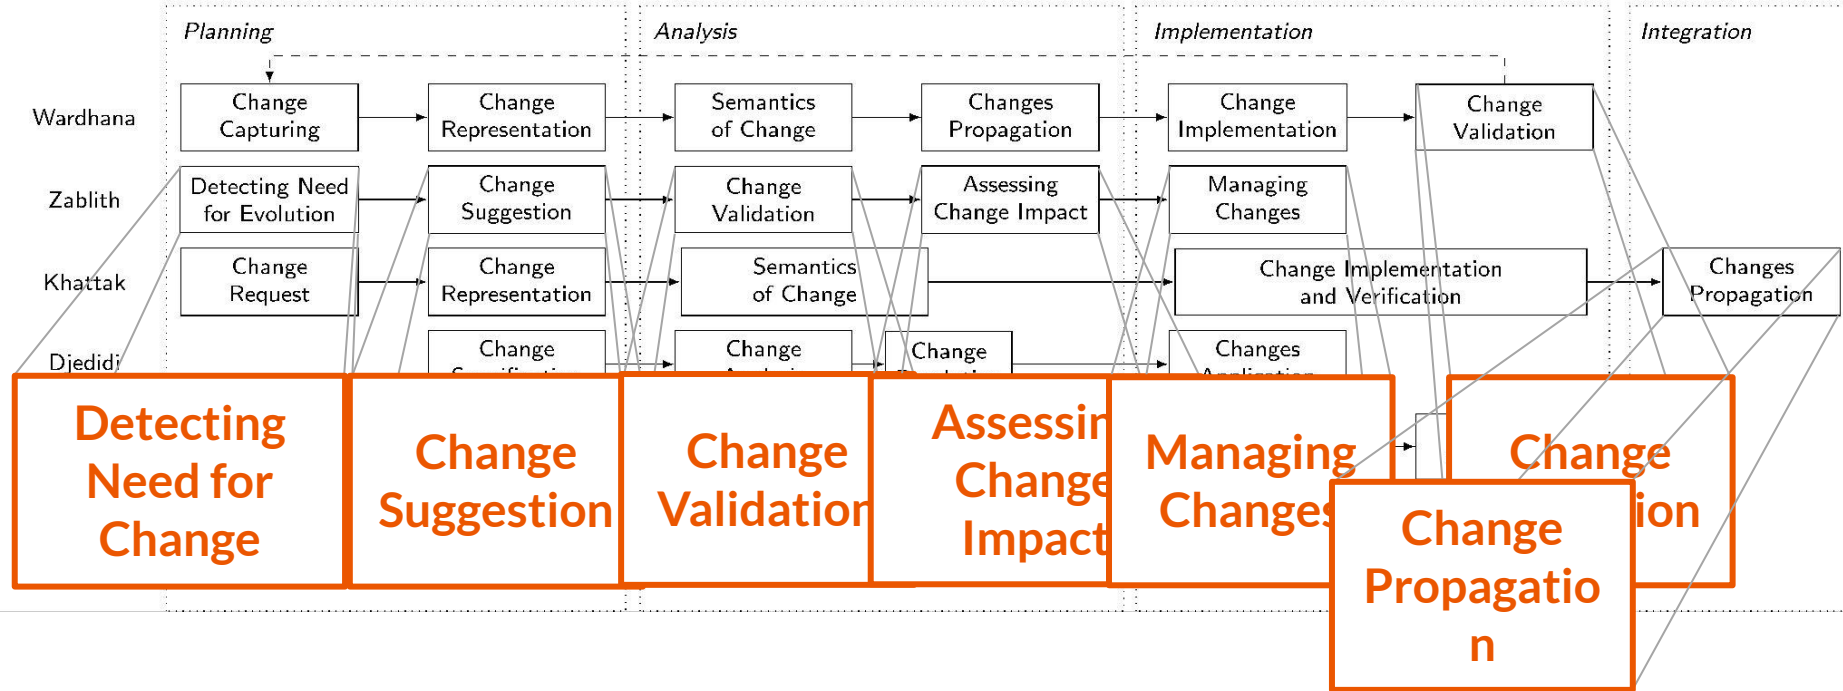 Planning
Analysis
Implementation
Integration
Wardhana
Change
Capturing
Change
Representation
Semantics
of Change
Changes
Propagation
Change
Implementation
Change
Validation
Zablith
Detecting Need
for Evolution
Change
Suggestion
Change
Validation
Assessing
Change Impact
Managing
Changes
Khattak
Change
Request
Change
Representation
Semantics
of Change
Change Implementation
and Verification
Changes
Propagation
Djedidi
Change
Change
Change
Changes
Application
Detecting
Need for
Change
Change
Suggestion
Change
Validation
Assessin
Change
Impact
Managing
Changes
Change
ion
Change
Propagatio
n